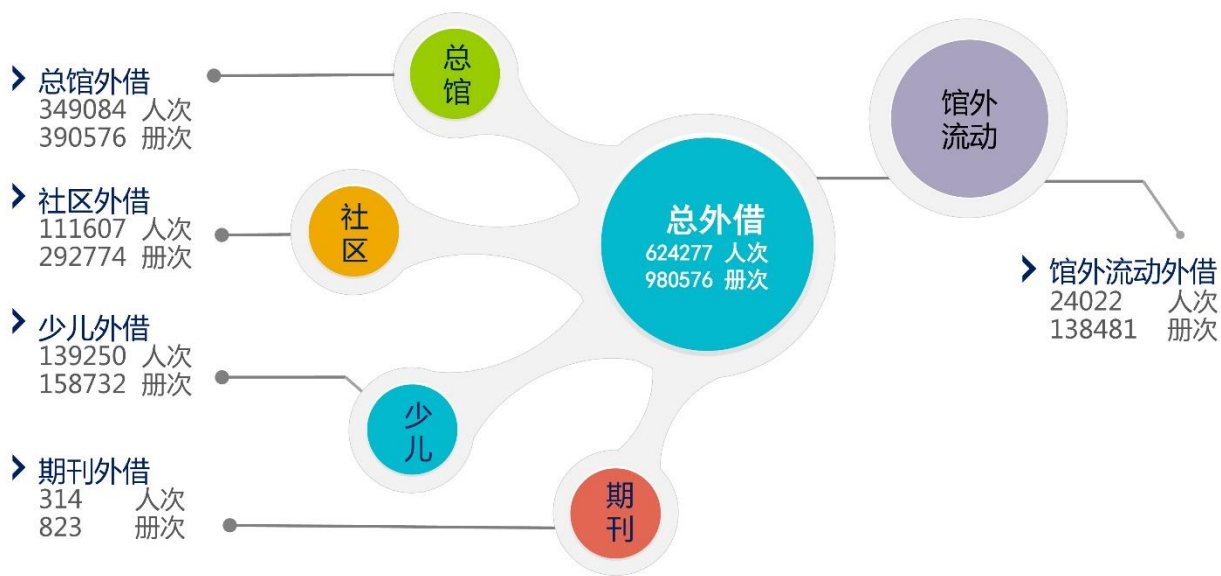 总馆外借
349084 人次
390576 册次
社区外借
111607 人次
292774 册次
少儿外借
139250 人次
158732 册次
期刊外借
314 人次
823 册次
总
馆
社
区
少
儿
期
刊
总外借
624277 人次
980576 册次
馆外
流动
馆外流动外借
24022 人次
138481 册次